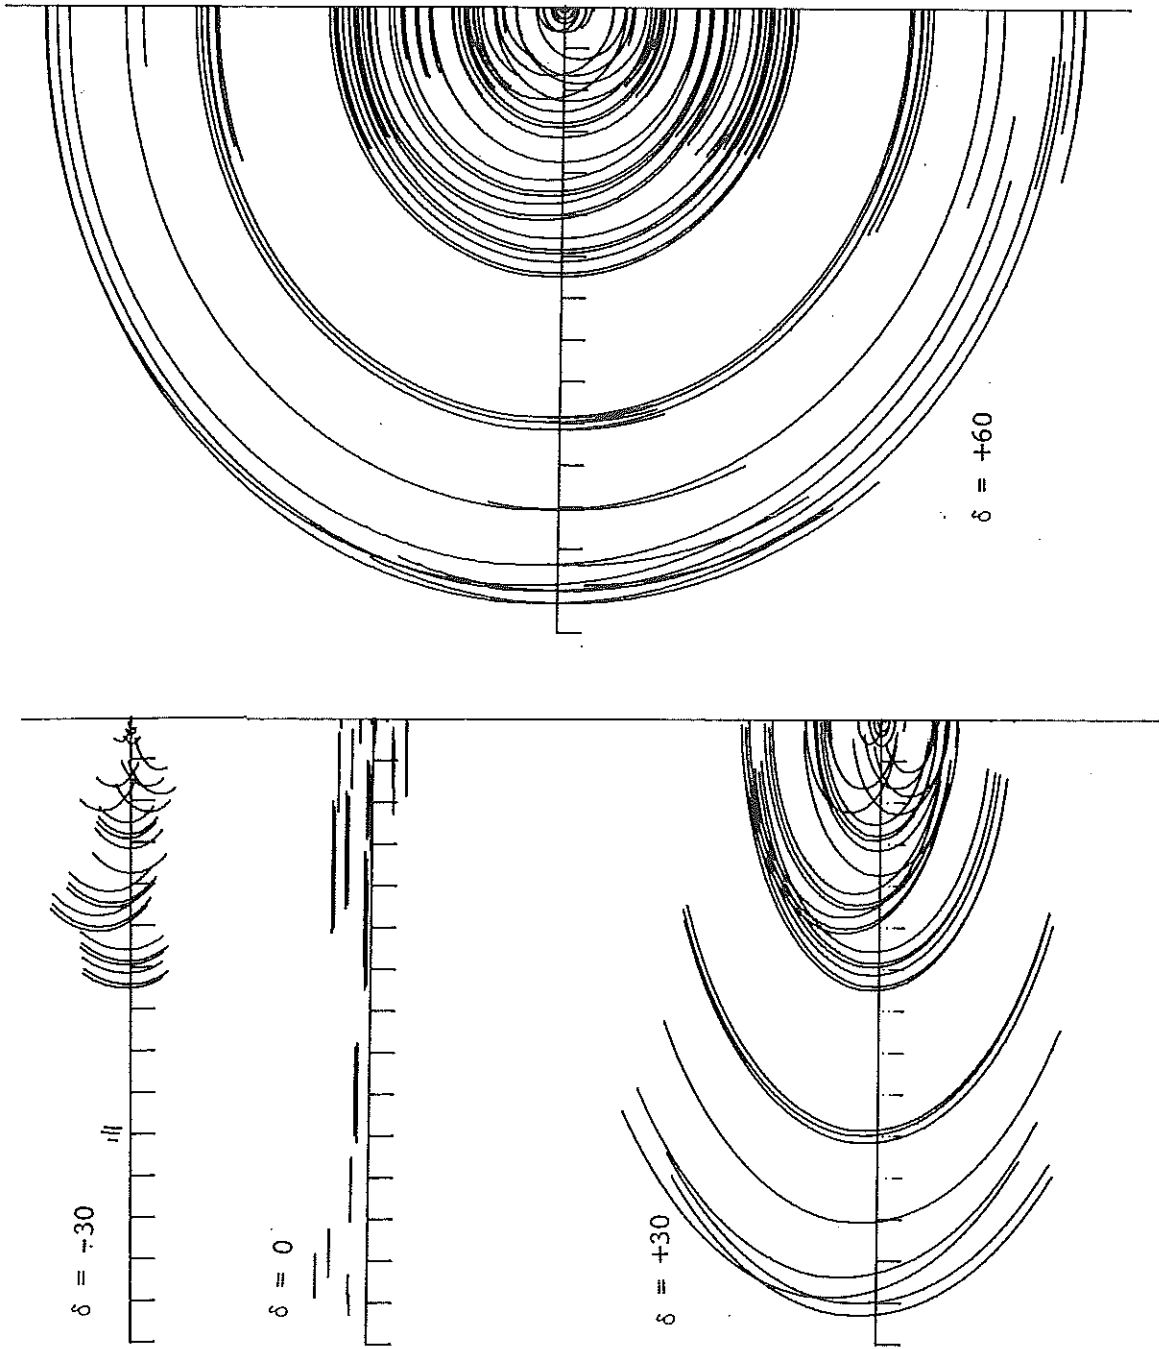 δ = -30
δ = 0
δ = +30
δ = +60